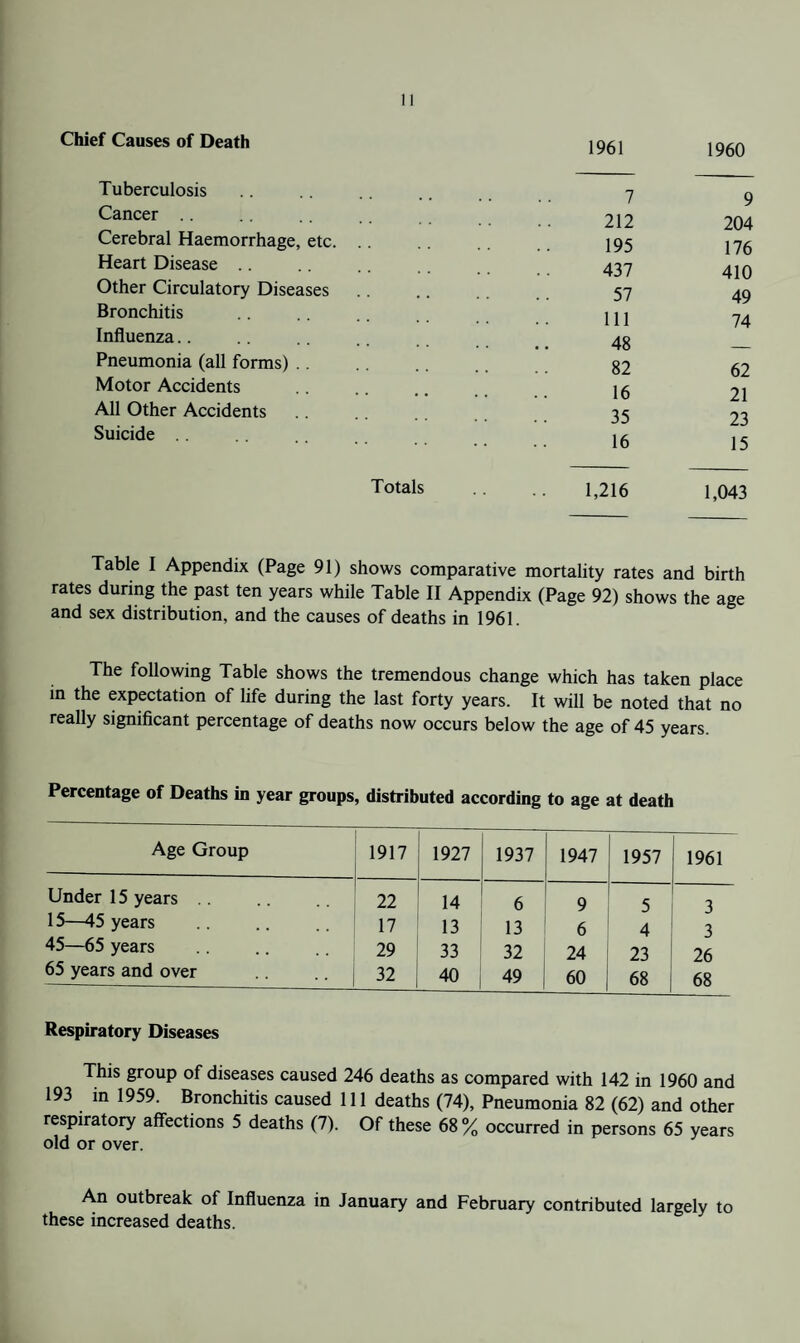 11
Chief Causes of Death 1961 1960
Tuberculosis .. .. .. .. .. .. 7 9
Cancer .. .. .. .. .. .. .. 212 204
Cerebral Haemorrhage, etc. .. .. .. .. 195 176
Heart Disease .. .. .. .. .. .. 437 410
Other Circulatory Diseases .. .. .. .. 57 49
Bronchitis .. .. .. .. .. .. 111 74
Influenza .. .. .. .. .. .. .. 48 —
Pneumonia (all forms) .. .. .. .. .. 82 62
Motor Accidents .. .. .. .. .. 16 21
All Other Accidents .. .. .. .. .. 35 23
Suicide .. .. .. .. .. .. .. 16 15
Totals .. .. 1,216 1,043
Table I Appendix (Page 91) shows comparative mortality rates and birth
rates during the past ten years while Table II Appendix (Page 92) shows the age
and sex distribution, and the causes of deaths in 1961.
The following Table shows the tremendous change which has taken place
in the expectation of life during the last forty years. It will be noted that no
really significant percentage of deaths now occurs below the age of 45 years.
Percentage of Deaths in year groups, distributed according to age at death
Age Group 1917 1927 1937 1947 1957 1961
Under 15 years .. .. .. 22 14 6 9 5 3
15—45 years .. .. .. 17 13 13 6 4 3
45—65 years .. .. .. 29 33 32 24 23 26
65 years and over .. .. 32 40 49 60 68 68
Respiratory Diseases
This group of diseases caused 246 deaths as compared with 142 in 1960 and
193 in 1959. Bronchitis caused 111 deaths (74), Pneumonia 82 (62) and other
respiratory affections 5 deaths (7). Of these 68% occurred in persons 65 years
old or over.
An outbreak of Influenza in January and February contributed largely to
these increased deaths.